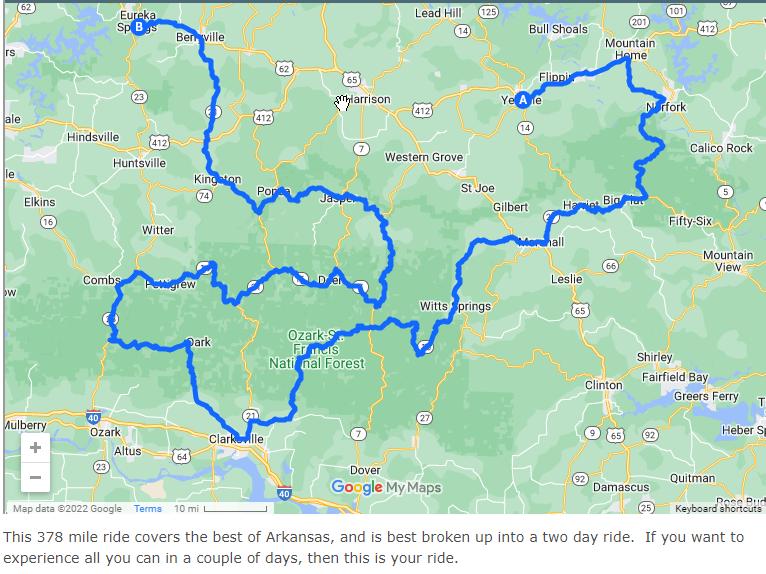 Lead Hill
125
201
101
412
Eureka
Springs
B
Berryville
14
Bull Shoals
Mountain
Home
62
65
Flippin
23
Harrison
A
Norfork
412
412
14
Hindsville
412
7
Calico Rock
Huntsville
Western Grove
Kingston
St Joe
74
Ponca
Jasper
5
Elkins
Gilbert
Harriet
Big Flat
16
Fifty-Six
Witter
Marshall
Mountain
View
66
Combs
Pettigrew
Deer
Leslie
Witts Springs
65
Ozark-St.
Francis
National Forest
Shirley
Fairfield Bay
Clinton
Greers Ferry
21
27
40
Mulberry
Ozark
Clarksville
7
9
65
92
Heber Sp
Altus
64
23
Dover
40
92
Quitman
Damascus
25
Rose Bud
+
−
Google My Maps
Map data ©2022 Google Terms 10 mi Keyboard shortcuts
This 378 mile ride covers the best of Arkansas, and is best broken up into a two day ride. If you want to
experience all you can in a couple of days, then this is your ride.